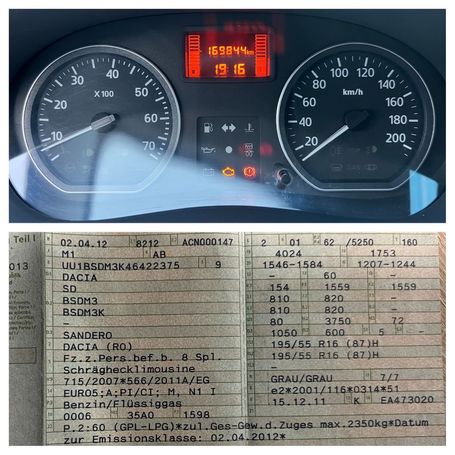 169844 km
19:16
10 20 30 40 50 60 70
X100
20 40 60 80 100 120 140 160 180 200
km/h
Teil I
02.04.12 8212 ACN000147
M1 AB
UU1BSDM3K46422375 9
DACIA
SD
BSDM3
BSDM3K
–
SANDERO
DACIA (RO)
Fz.z.Pers.bef.b. 8 Spl.
Schräghecklimousine
715/2007*566/2011A/EG
EURO5;A;PI/CI; M, N1 I
Benzin/Flüssiggas
0006 35A0 1598
2 01 62 /5250 160
4024 1753
1546-1584 1207-1244
– 60 –
154 1559 1559
810 820 –
810 820 –
80 3750 72
1050 600 5 –
195/55 R16 (87)H
195/55 R16 (87)H
–
GRAU/GRAU 7/7
e2*2001/116*0314*51
15.12.11 K EA473020
P.2:60 (GPL-LPG)*zul.Ges-Gew.d.Zuges max.2350kg*Datum
zur Emissionsklasse: 02.04.2012*